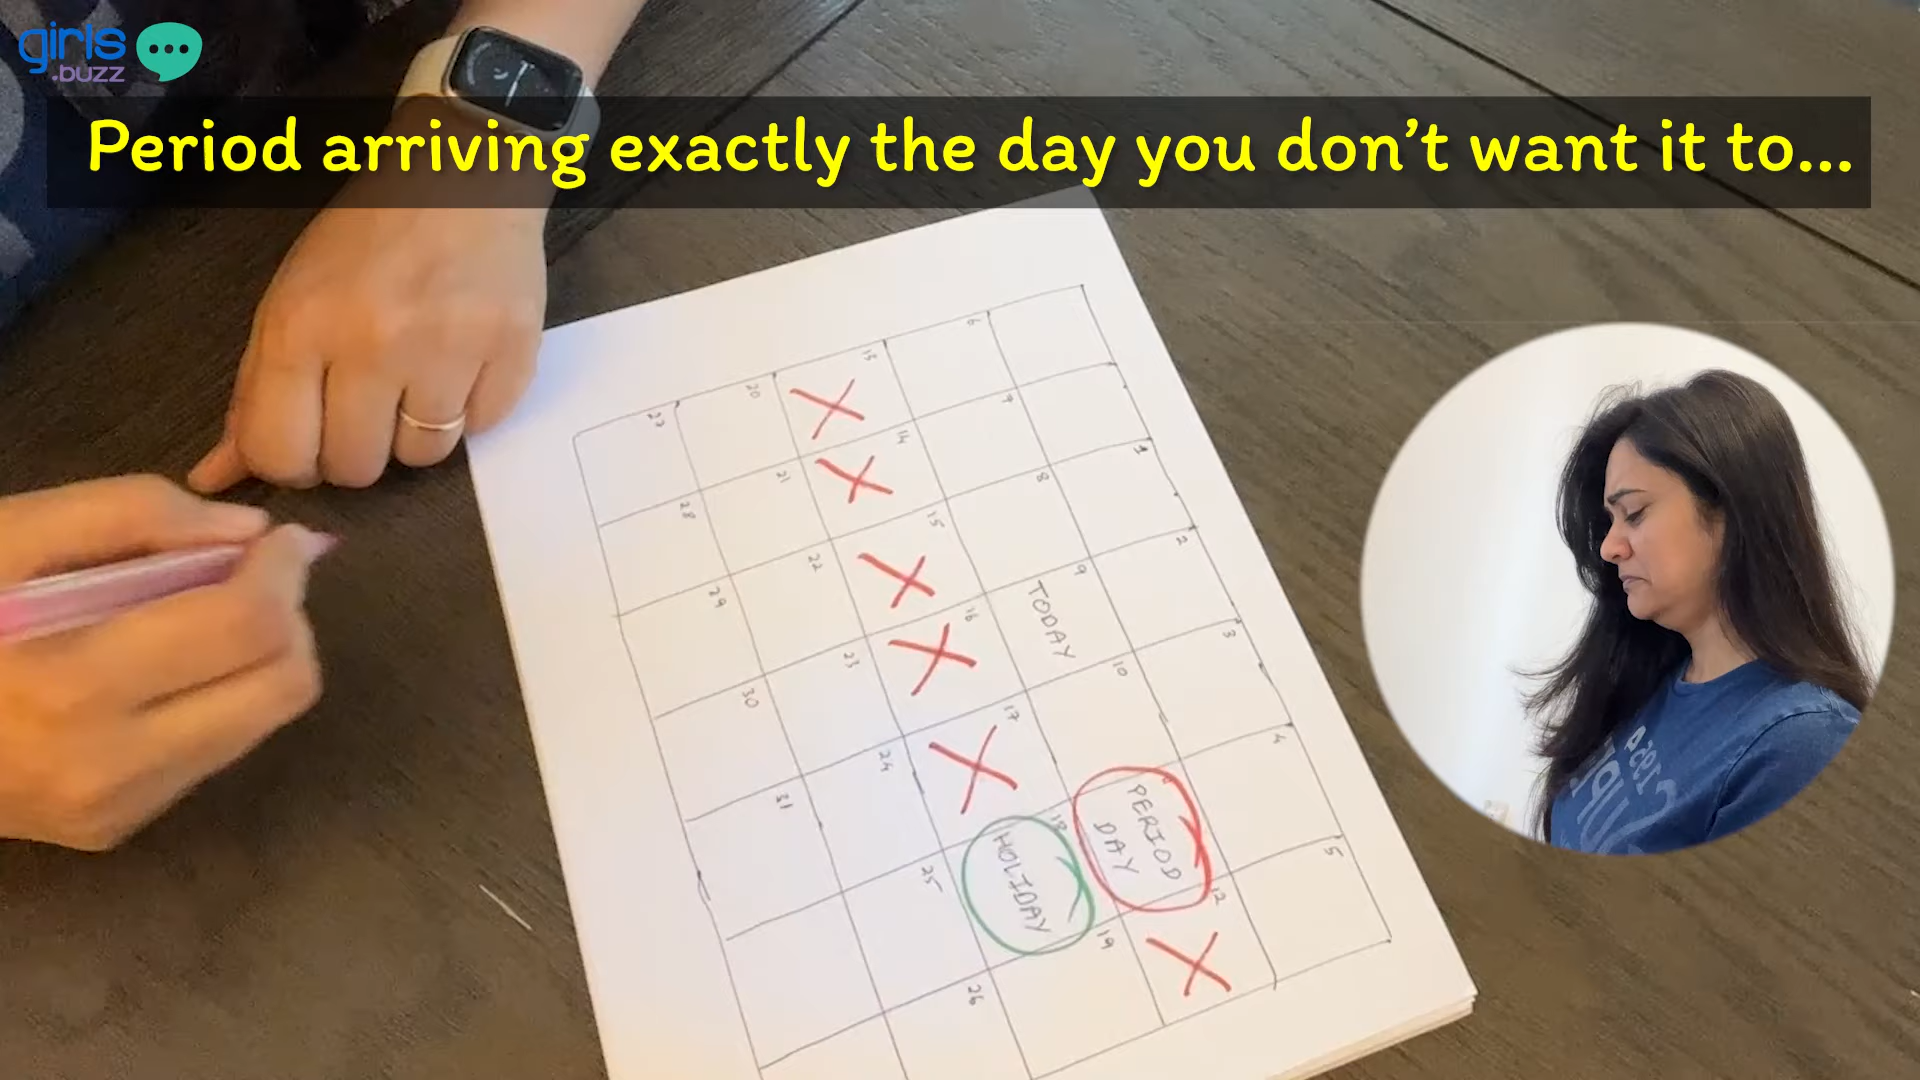 girls
.buzz
Period arriving exactly the day you don't want it to...
1 2 3 4 5
6 7 8 9 10 12
TODAY
PERIOD
DAY
13 14 15 16 17 18 19
HOLIDAY
20 21 22 23 24 25 26
27 28 29 30 31